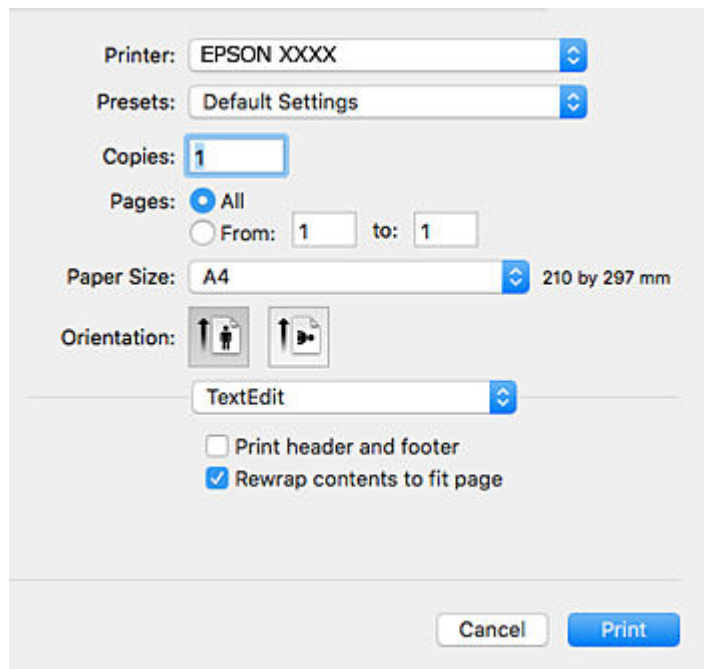 Printer: EPSON XXXX
Presets: Default Settings
Copies: 1
Pages: All
From: 1 to: 1
Paper Size: A4 210 by 297 mm
Orientation:
TextEdit
Print header and footer
Rewrap contents to fit page
Cancel Print